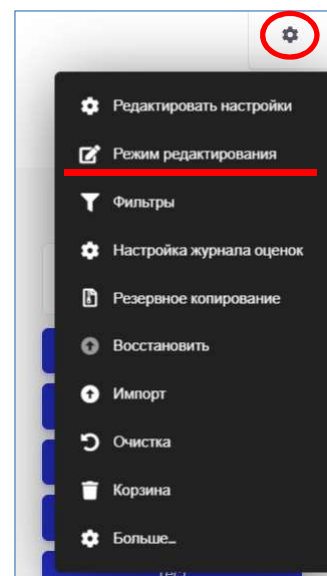 Редактировать настройки
Режим редактирования
Фильтры
Настройка журнала оценок
Резервное копирование
Восстановить
Импорт
Очистка
Корзина
Больше...